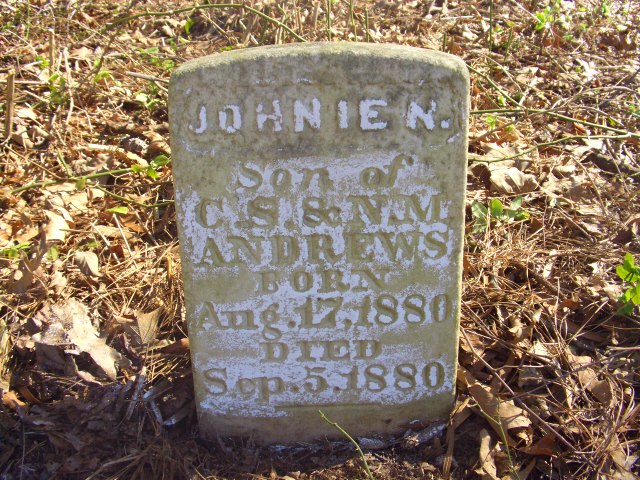 JOHNIE N.
Son of
C.S. & N.M.
ANDREWS
BORN
Aug. 17, 1880
DIED
Sep. 5, 1880